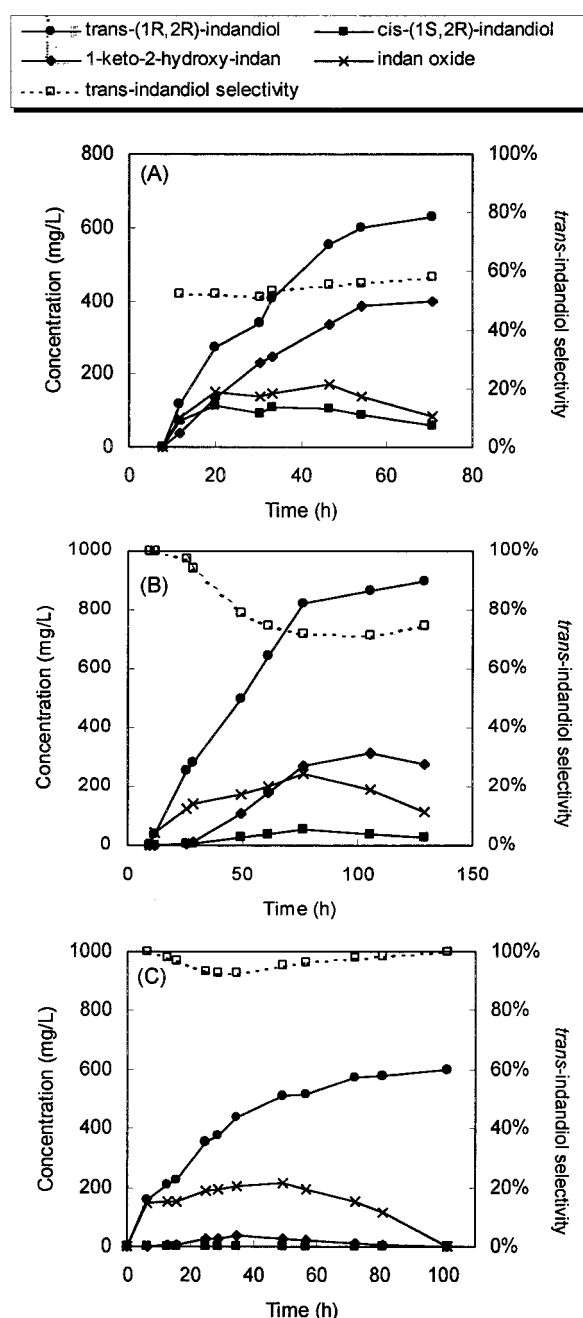 trans-(1R,2R)-indandiol cis-(1S,2R)-indandiol
1-keto-2-hydroxy-indan indan oxide
trans-indandiol selectivity
(A)
800
600
400
200
0
100%
80%
60%
40%
20%
0%
Concentration (mg/L)
trans-indandiol selectivity
0 20 40 60 80
Time (h)
(B)
1000
800
600
400
200
0
100%
80%
60%
40%
20%
0%
Concentration (mg/L)
trans-indandiol selectivity
0 50 100 150
Time (h)
(C)
1000
800
600
400
200
0
100%
80%
60%
40%
20%
0%
Concentration (mg/L)
trans-indandiol selectivity
0 20 40 60 80 100
Time (h)